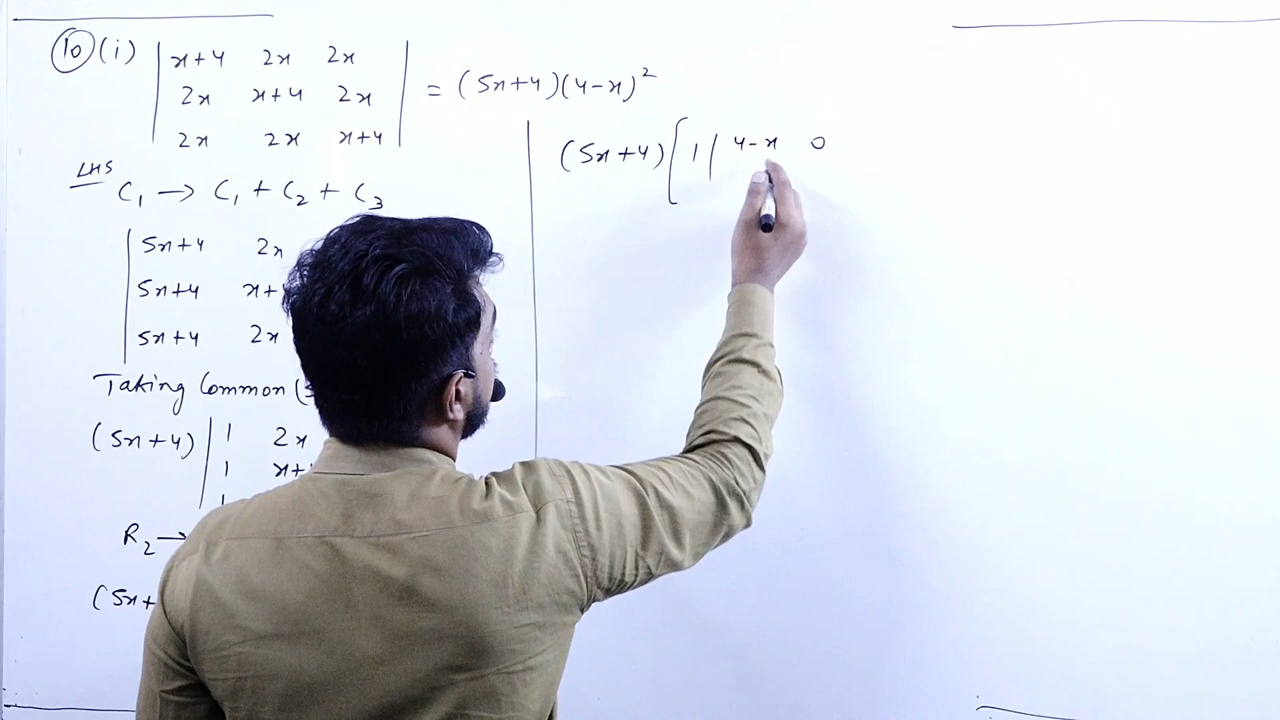 10 (i) | x+4 2x 2x |
| 2x x+4 2x | = (5x+4)(4-x)²
| 2x 2x x+4 |
LHS
C₁ → C₁ + C₂ + C₃
| 5x+4 2x
| 5x+4 x+
| 5x+4 2x
Taking Common (
(5x+4) | 1 2x
| 1 x+
| 1
R₂ →
(5x+
(5x+4) [ 1 | 4-x 0